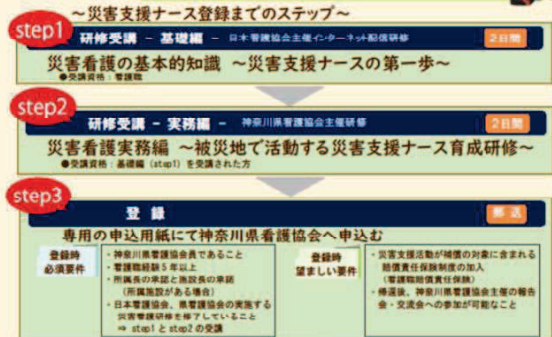 ～災害支援ナース登録までのステップ～
step1
研修受講 - 基礎編 - 日本看護協会主催インターネット配信研修 2日間
災害看護の基本的知識 ～災害支援ナースの第一歩～
●受講資格：看護職
step2
研修受講 - 実務編 - 神奈川県看護協会主催研修 2日間
災害看護実務編 ～被災地で活動する災害支援ナース育成研修～
●受講資格：基礎編（step1）を受講された方
step3
登 録 郵 送
専用の申込用紙にて神奈川県看護協会へ申込む
登録時
必須要件
・神奈川県看護協会員であること
・看護職経験5年以上
・所属長の承諾と施設長の承諾
（所属施設がある場合）
・日本看護協会、県看護協会の実施する
災害看護研修を修了していること
⇒ step1とstep2の受講
登録時
望ましい要件
・災害支援活動が補償の対象に含まれる
賠償責任保険制度の加入
（看護職賠償責任保険）
・帰還後、神奈川県看護協会主催の報告
会・交流会への参加が可能なこと